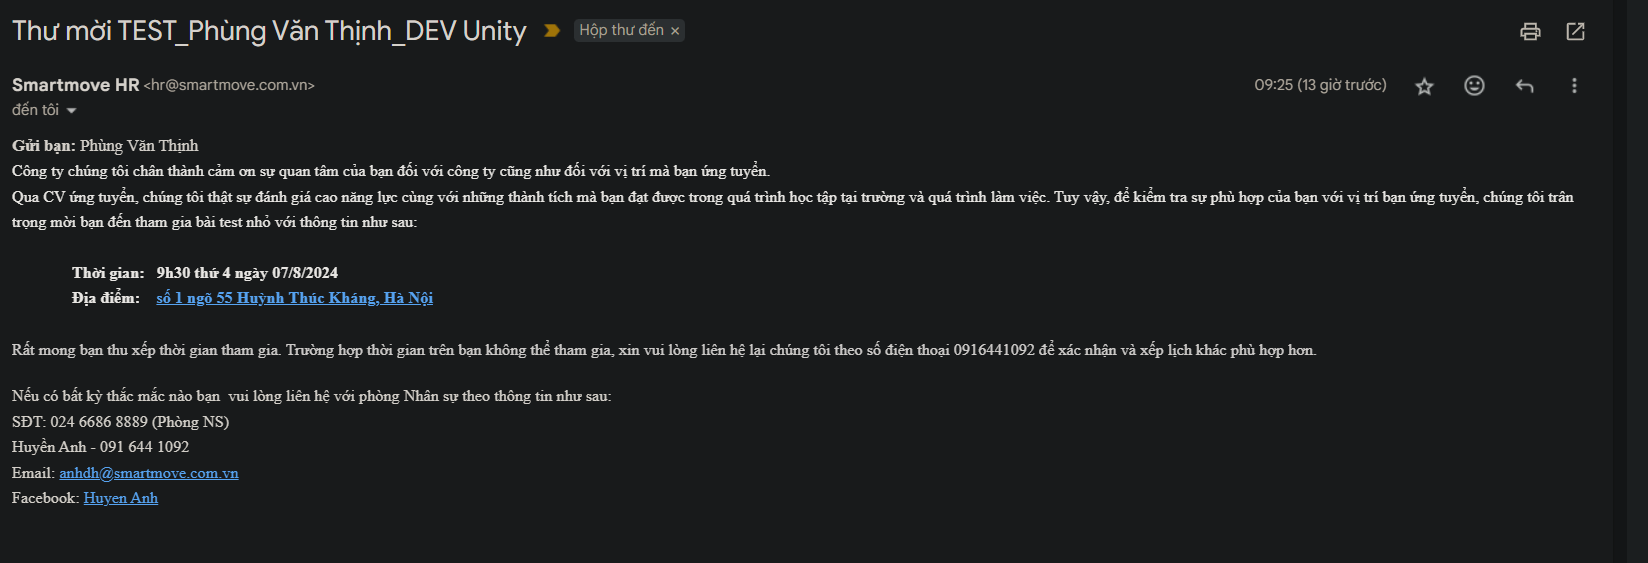 Thư mời TEST_Phùng Văn Thịnh_DEV Unity Hộp thư đến ×
Smartmove HR <hr@smartmove.com.vn> 09:25 (13 giờ trước)
đến tôi
Gửi bạn: Phùng Văn Thịnh
Công ty chúng tôi chân thành cảm ơn sự quan tâm của bạn đối với công ty cũng như đối với vị trí mà bạn ứng tuyển.
Qua CV ứng tuyển, chúng tôi thật sự đánh giá cao năng lực cùng với những thành tích mà bạn đạt được trong quá trình học tập tại trường và quá trình làm việc. Tuy vậy, để kiểm tra sự phù hợp của bạn với vị trí bạn ứng tuyển, chúng tôi trân
trọng mời bạn đến tham gia bài test nhỏ với thông tin như sau:
Thời gian: 9h30 thứ 4 ngày 07/8/2024
Địa điểm: số 1 ngõ 55 Huỳnh Thúc Kháng, Hà Nội
Rất mong bạn thu xếp thời gian tham gia. Trường hợp thời gian trên bạn không thể tham gia, xin vui lòng liên hệ lại chúng tôi theo số điện thoại 0916441092 để xác nhận và xếp lịch khác phù hợp hơn.
Nếu có bất kỳ thắc mắc nào bạn vui lòng liên hệ với phòng Nhân sự theo thông tin như sau:
SĐT: 024 6686 8889 (Phòng NS)
Huyền Anh - 091 644 1092
Email: anhdh@smartmove.com.vn
Facebook: Huyen Anh